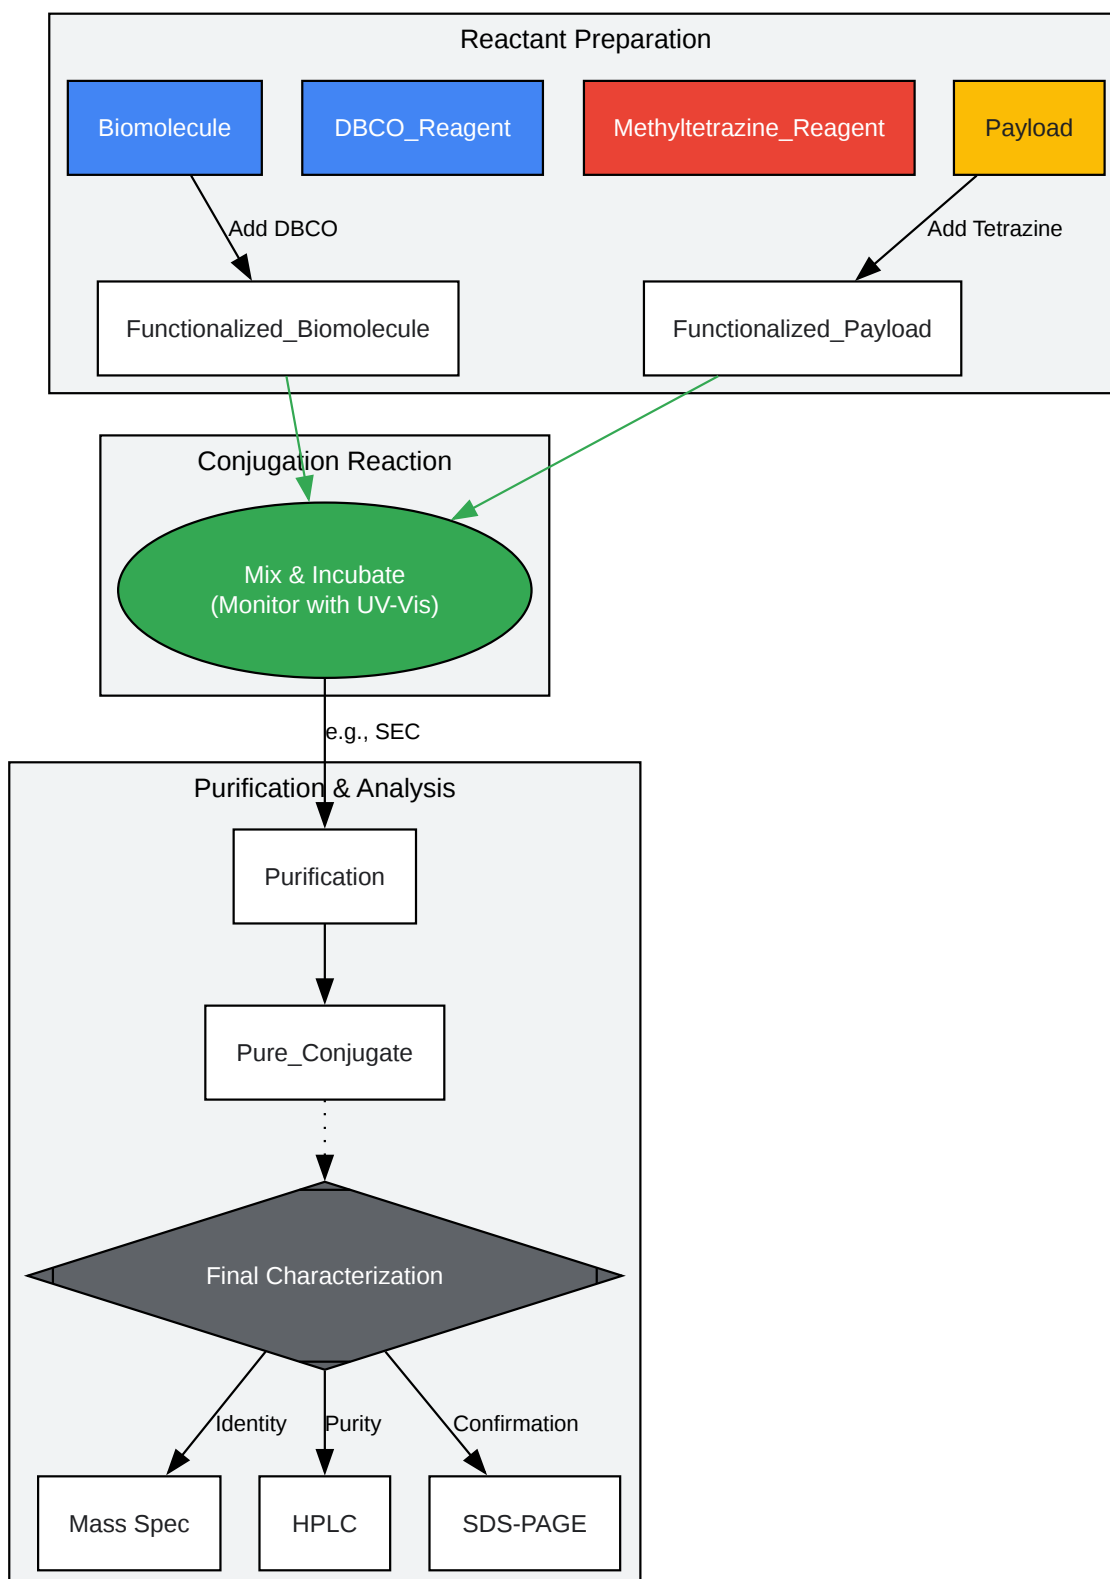 Reactant Preparation
Biomolecule
DBCO_Reagent
Methyltetrazine_Reagent
Payload
Add DBCO
Add Tetrazine
Functionalized_Biomolecule
Functionalized_Payload
Conjugation Reaction
Mix & Incubate
(Monitor with UV-Vis)
e.g., SEC
Purification & Analysis
Purification
Pure_Conjugate
Final Characterization
Identity
Purity
Confirmation
Mass Spec
HPLC
SDS-PAGE